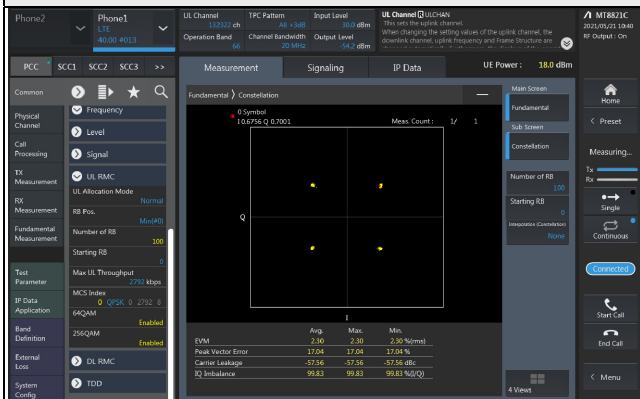 Phone2
Phone1
LTE
40.00 #013
UL Channel
132322 ch
TPC Pattern
All +3dB
Input Level
30.0 dBm
Operation Band
66
Channel Bandwidth
20 MHz
Output Level
-54.2 dBm
UL Channel ULCHAN
This sets the uplink channel.
When changing the setting values of the uplink channel, the
downlink channel, uplink frequency and Frame Structure are
MT8821C
2021/05/21 10:40
RF Output : On
PCC
SCC1
SCC2
SCC3
>>
Measurement
Signaling
IP Data
UE Power : 18.0 dBm
Common
Physical
Channel
Call
Processing
TX
Measurement
RX
Measurement
Fundamental
Measurement
Test
Parameter
IP Data
Application
Band
Definition
External
Loss
System
Config
Frequency
Level
Signal
UL RMC
UL Allocation Mode
Normal
RB Pos.
Min(#0)
Number of RB
100
Starting RB
0
Max UL Throughput
2792 kbps
MCS Index
0 QPSK 0 2792 8
64QAM
Enabled
256QAM
Enabled
DL RMC
TDD
Fundamental > Constellation
0 Symbol
I 0.6756 Q 0.7001
Meas. Count : 1/ 1
Q
I
Avg. Max. Min.
EVM 2.30 2.30 2.30 %(rms)
Peak Vector Error 17.04 17.04 17.04 %
Carrier Leakage -57.56 -57.56 -57.56 dBc
IQ Imbalance 99.83 99.83 99.83 %(I/Q)
Main Screen
Fundamental
Sub Screen
Constellation
Number of RB
100
Starting RB
0
Interpolation (Constellation)
None
4 Views
Home
< Preset
Measuring...
Tx
Rx
Single
Continuous
Connected
Start Call
End Call
< Menu